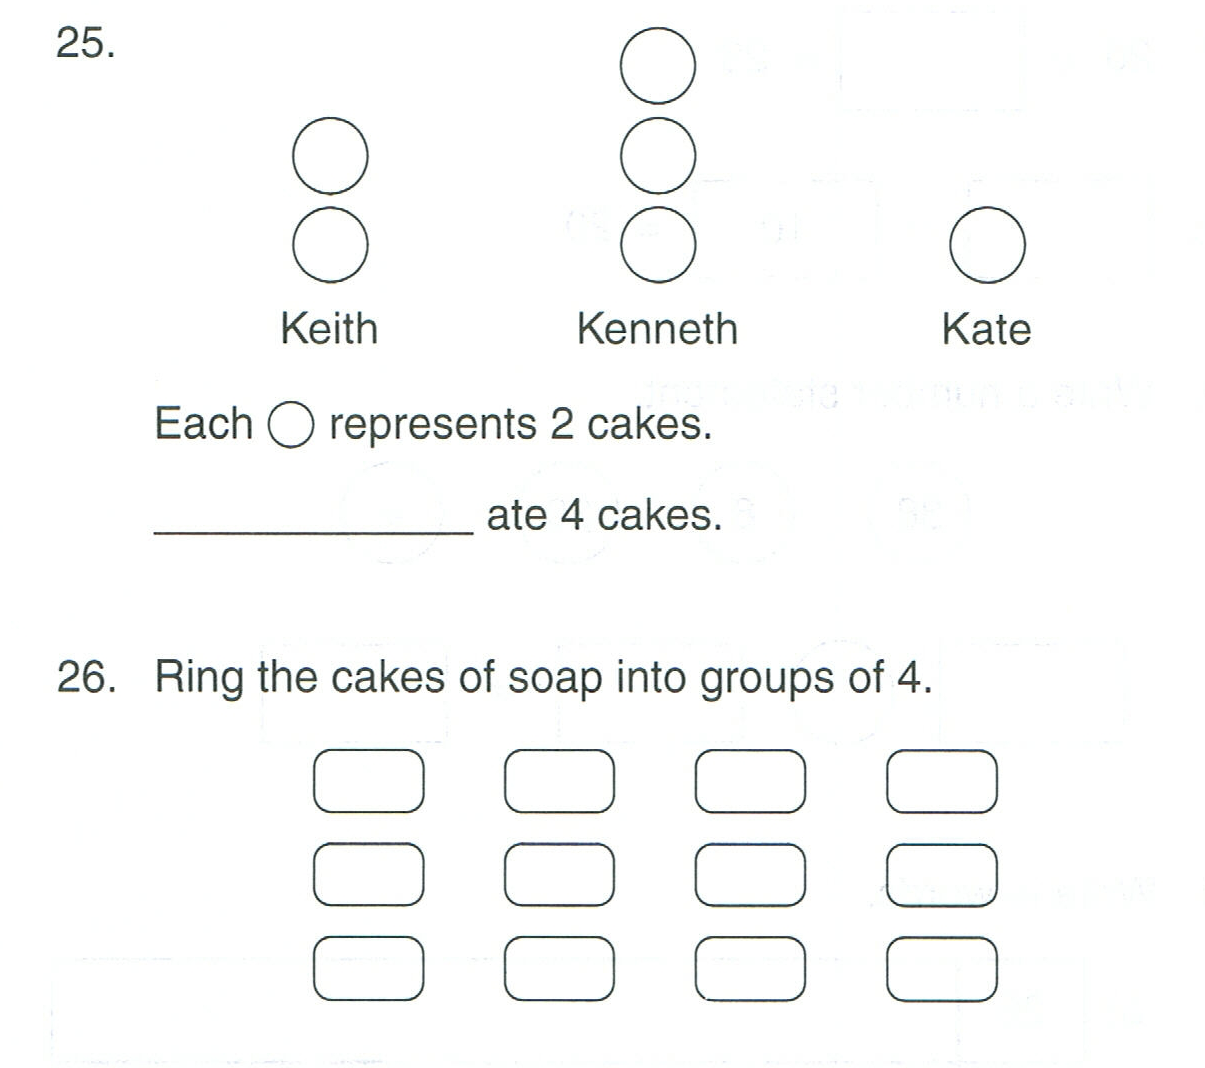 25.
Keith Kenneth Kate
Each ○ represents 2 cakes.
____________ ate 4 cakes.
26. Ring the cakes of soap into groups of 4.